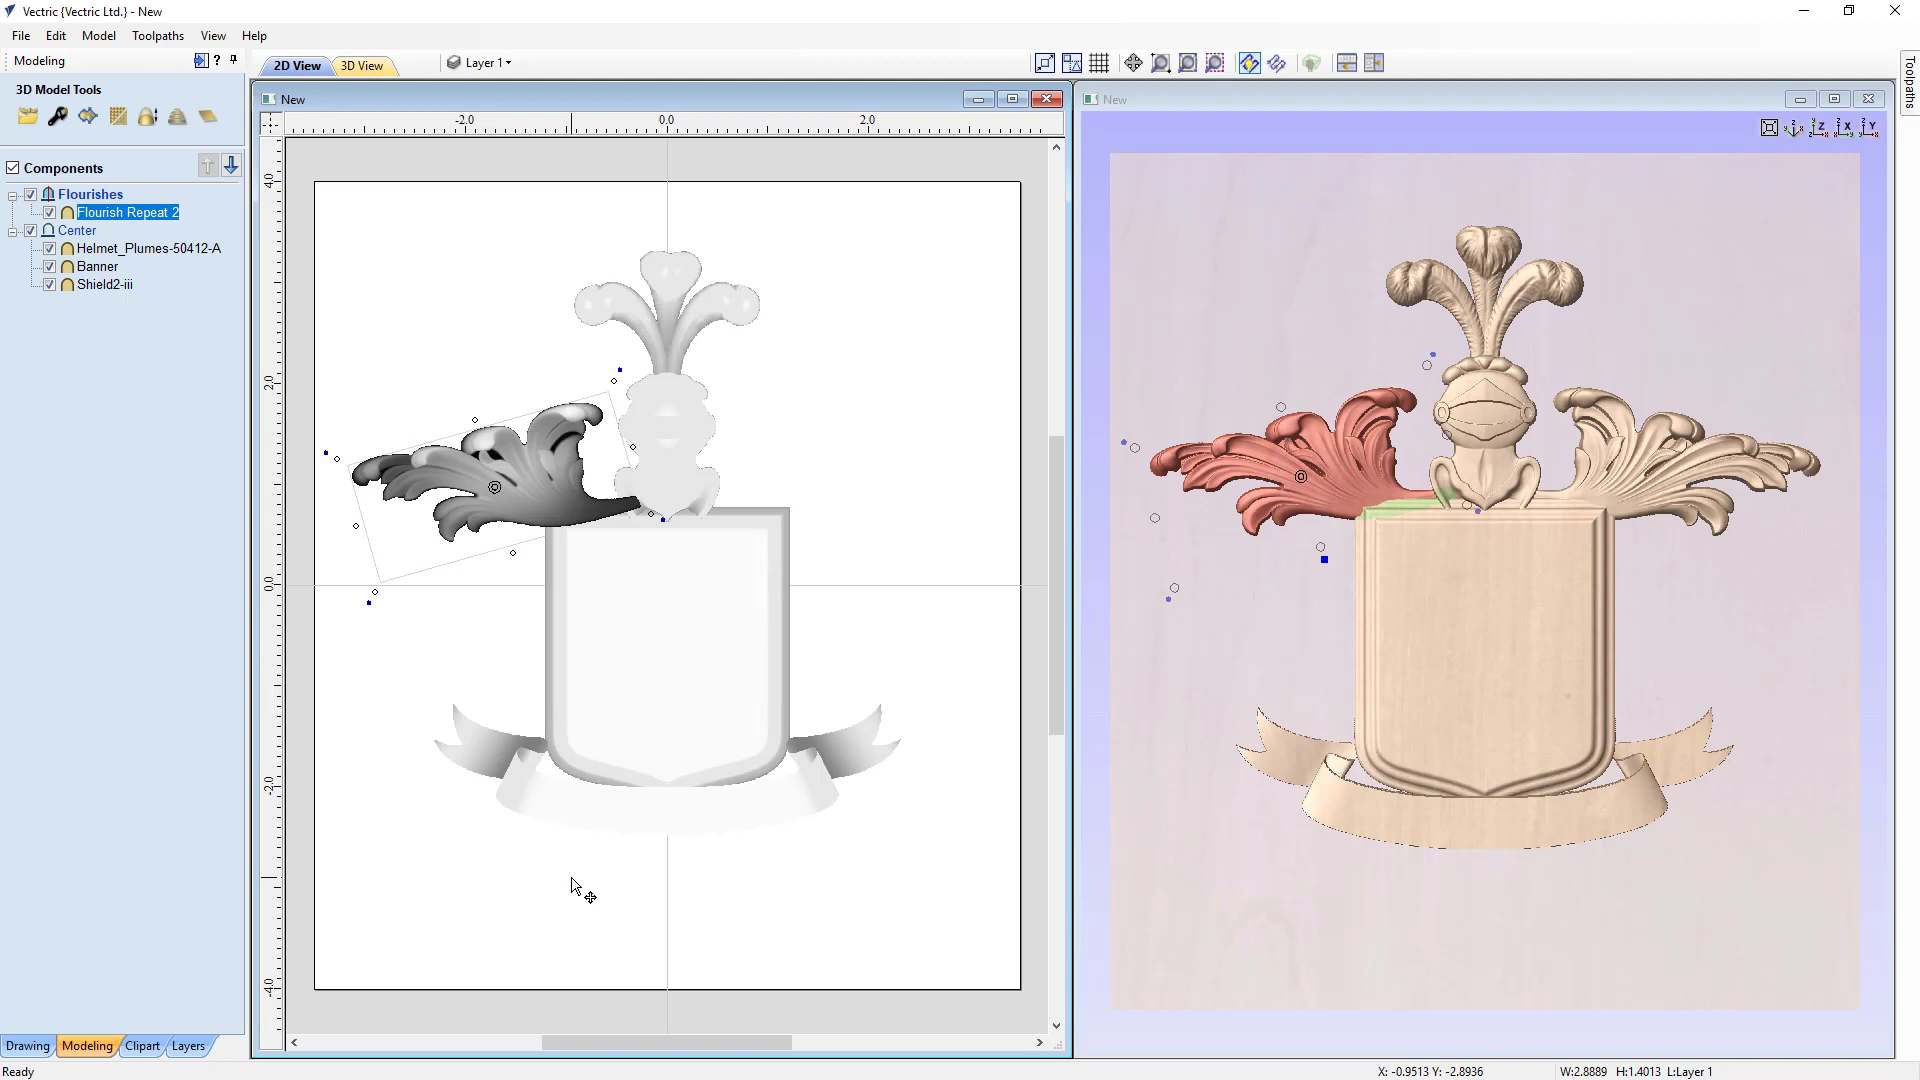 Vectric {Vectric Ltd.} - New
File Edit Model Toolpaths View Help
Modeling ?
2D View 3D View Layer 1
Toolpaths
3D Model Tools
New
New
-2.0 0.0 2.0
Z X Y
Components
Flourishes
Flourish Repeat 2
Center
Helmet_Plumes-50412-A
Banner
Shield2-iii
4.0
2.0
0.0
-2.0
-4.0
Drawing Modeling Clipart Layers
Ready
X: -0.9513 Y: -2.8936 W:2.8889 H:1.4013 L:Layer 1